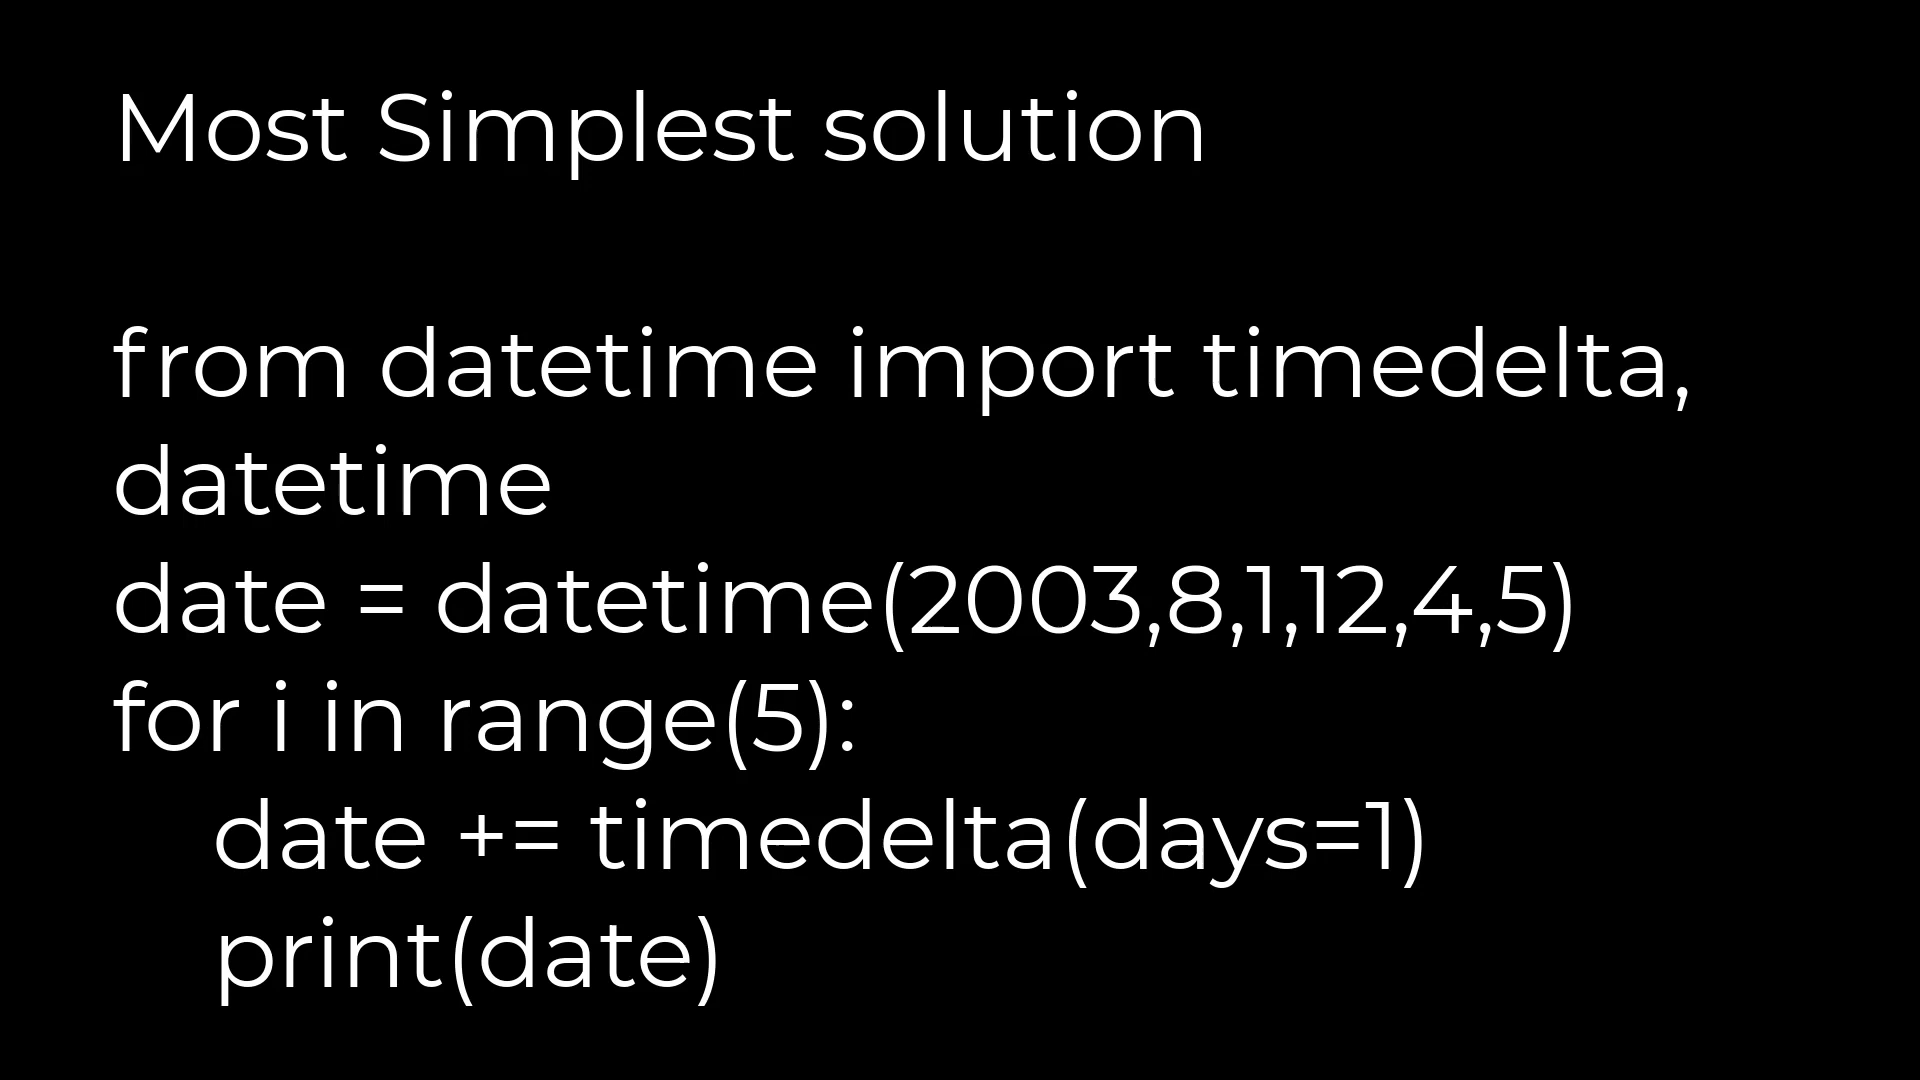 Most Simplest solution
from datetime import timedelta,
datetime
date = datetime(2003,8,1,12,4,5)
for i in range(5):
    date += timedelta(days=1)
    print(date)